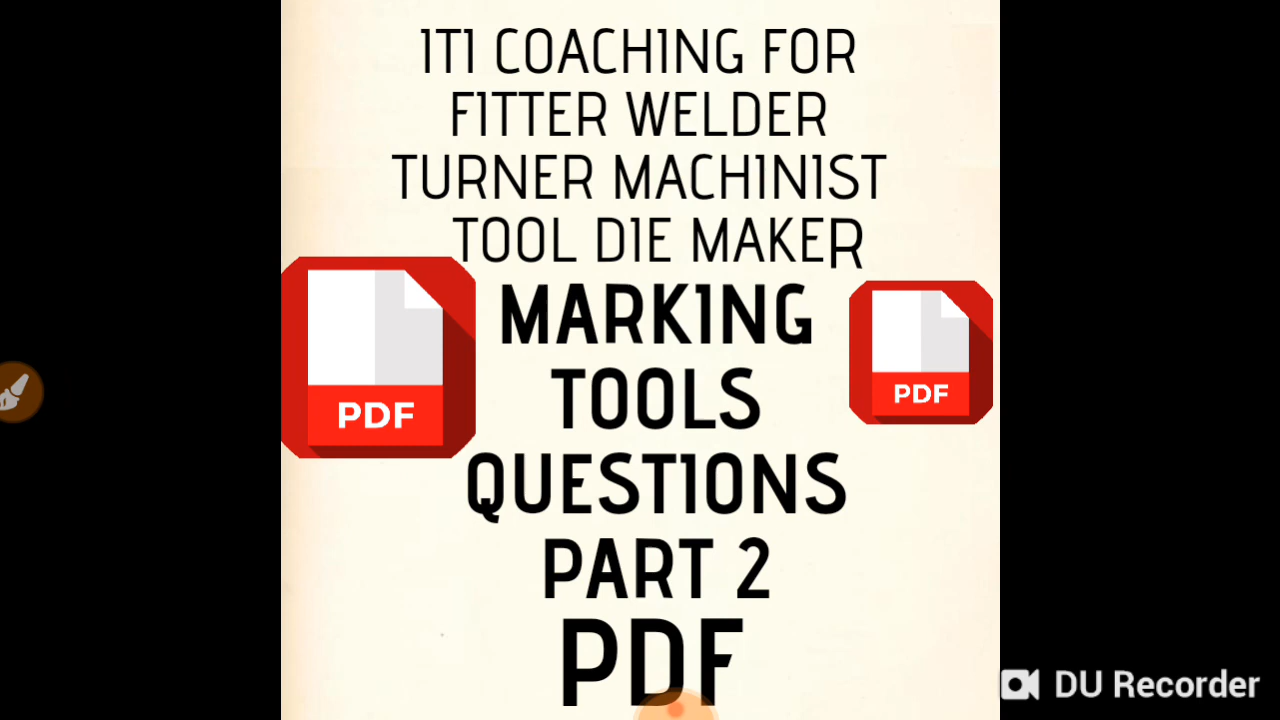 ITI COACHING FOR
FITTER WELDER
TURNER MACHINIST
TOOL DIE MAKER
MARKING
TOOLS
QUESTIONS
PART 2
PDF
PDF
PDF
DU Recorder